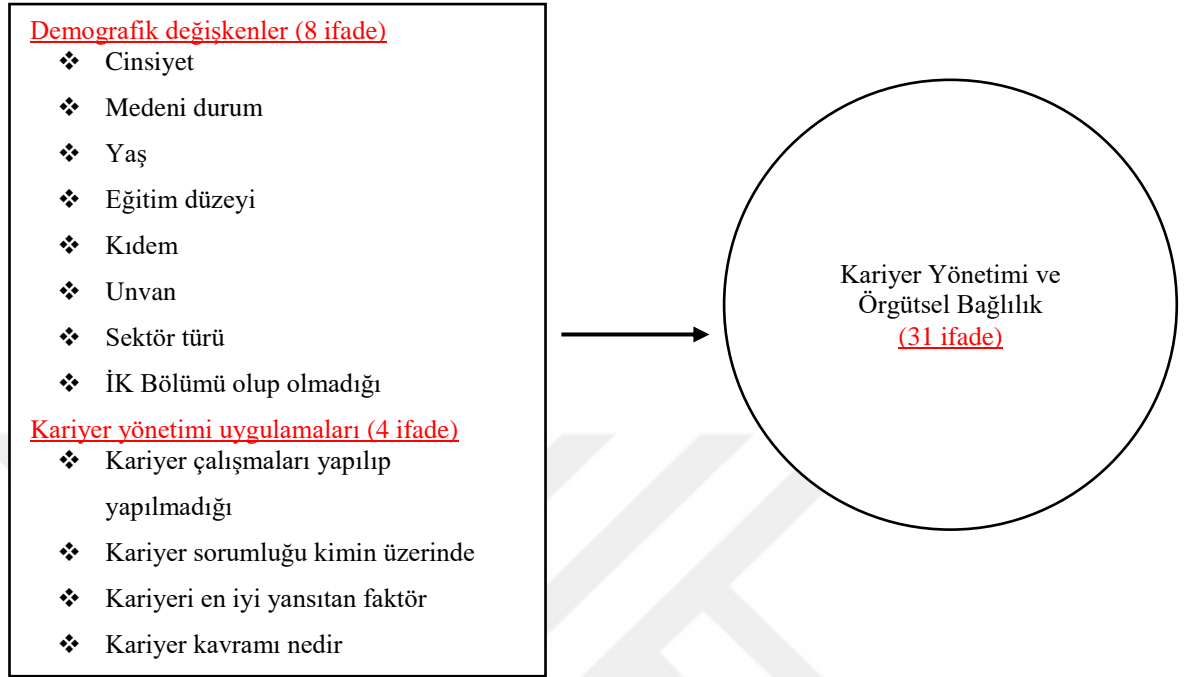 Demografik değişkenler (8 ifade)
❖ Cinsiyet
❖ Medeni durum
❖ Yaş
❖ Eğitim düzeyi
❖ Kıdem
❖ Unvan
❖ Sektör türü
❖ İK Bölümü olup olmadığı
Kariyer yönetimi uygulamaları (4 ifade)
❖ Kariyer çalışmaları yapılıp
yapılmadığı
❖ Kariyer sorumluğu kimin üzerinde
❖ Kariyeri en iyi yansıtan faktör
❖ Kariyer kavramı nedir
Kariyer Yönetimi ve
Örgütsel Bağlılık
(31 ifade)